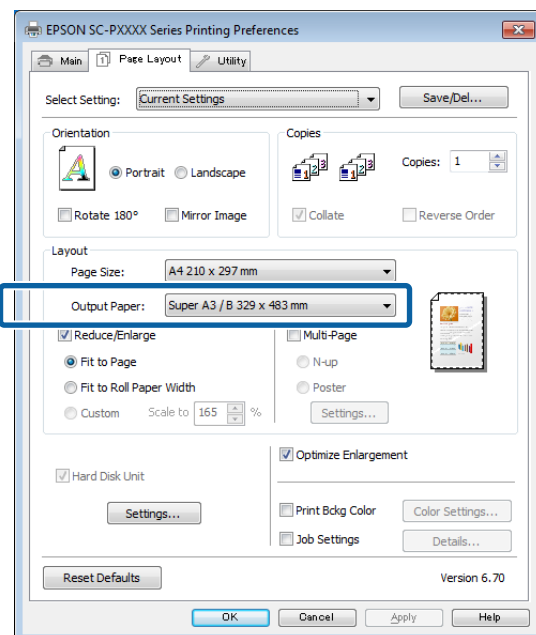 EPSON SC-PXXXX Series Printing Preferences
Main Page Layout Utility
Select Setting: Current Settings Save/Del...
Orientation Copies
Portrait Landscape Copies: 1
Rotate 180° Mirror Image Collate Reverse Order
Layout
Page Size: A4 210 x 297 mm
Output Paper: Super A3 / B 329 x 483 mm
Reduce/Enlarge Multi-Page
Fit to Page N-up
Fit to Roll Paper Width Poster
Custom Scale to 165 % Settings...
Optimize Enlargement
Hard Disk Unit
Settings... Print Bckg Color Color Settings...
Job Settings Details...
Reset Defaults Version 6.70
OK Cancel Apply Help